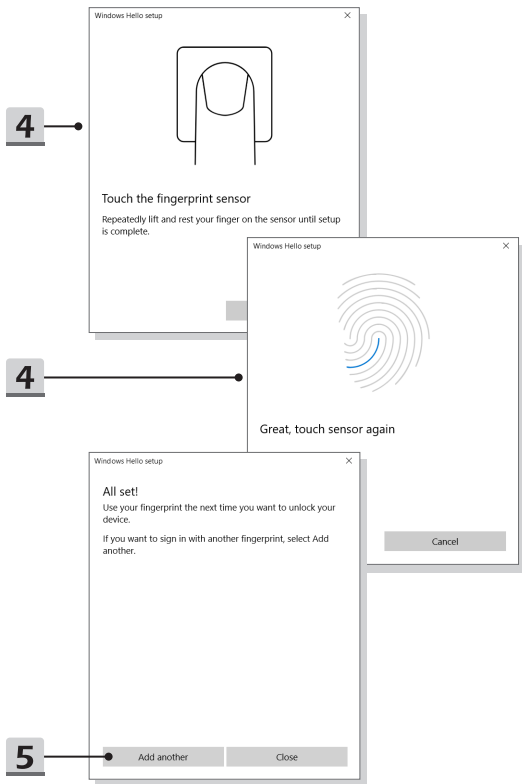 Windows Hello setup
4
Touch the fingerprint sensor
Repeatedly lift and rest your finger on the sensor until setup
is complete.
Windows Hello setup
4
Great, touch sensor again
Cancel
Windows Hello setup
All set!
Use your fingerprint the next time you want to unlock your
device.
If you want to sign in with another fingerprint, select Add
another.
5
Add another
Close